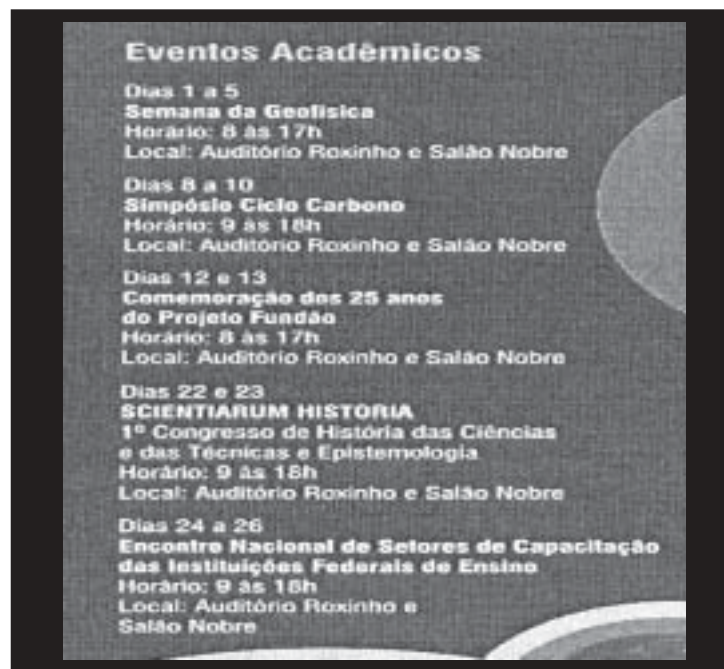 Eventos Acadêmicos
Dias 1 a 5
Semana da Geofísica
Horário: 8 às 17h
Local: Auditório Roxinho e Salão Nobre
Dias 8 a 10
Simpósio Ciclo Carbono
Horário: 9 às 18h
Local: Auditório Roxinho e Salão Nobre
Dias 12 e 13
Comemoração dos 25 anos
do Projeto Fundão
Horário: 8 às 17h
Local: Auditório Roxinho e Salão Nobre
Dias 22 e 23
SCIENTIARUM HISTORIA
1º Congresso de História das Ciências
e das Técnicas e Epistemologia
Horário: 9 às 18h
Local: Auditório Roxinho e Salão Nobre
Dias 24 a 26
Encontro Nacional de Setores de Capacitação
das Instituições Federais de Ensino
Horário: 9 às 18h
Local: Auditório Roxinho e
Salão Nobre